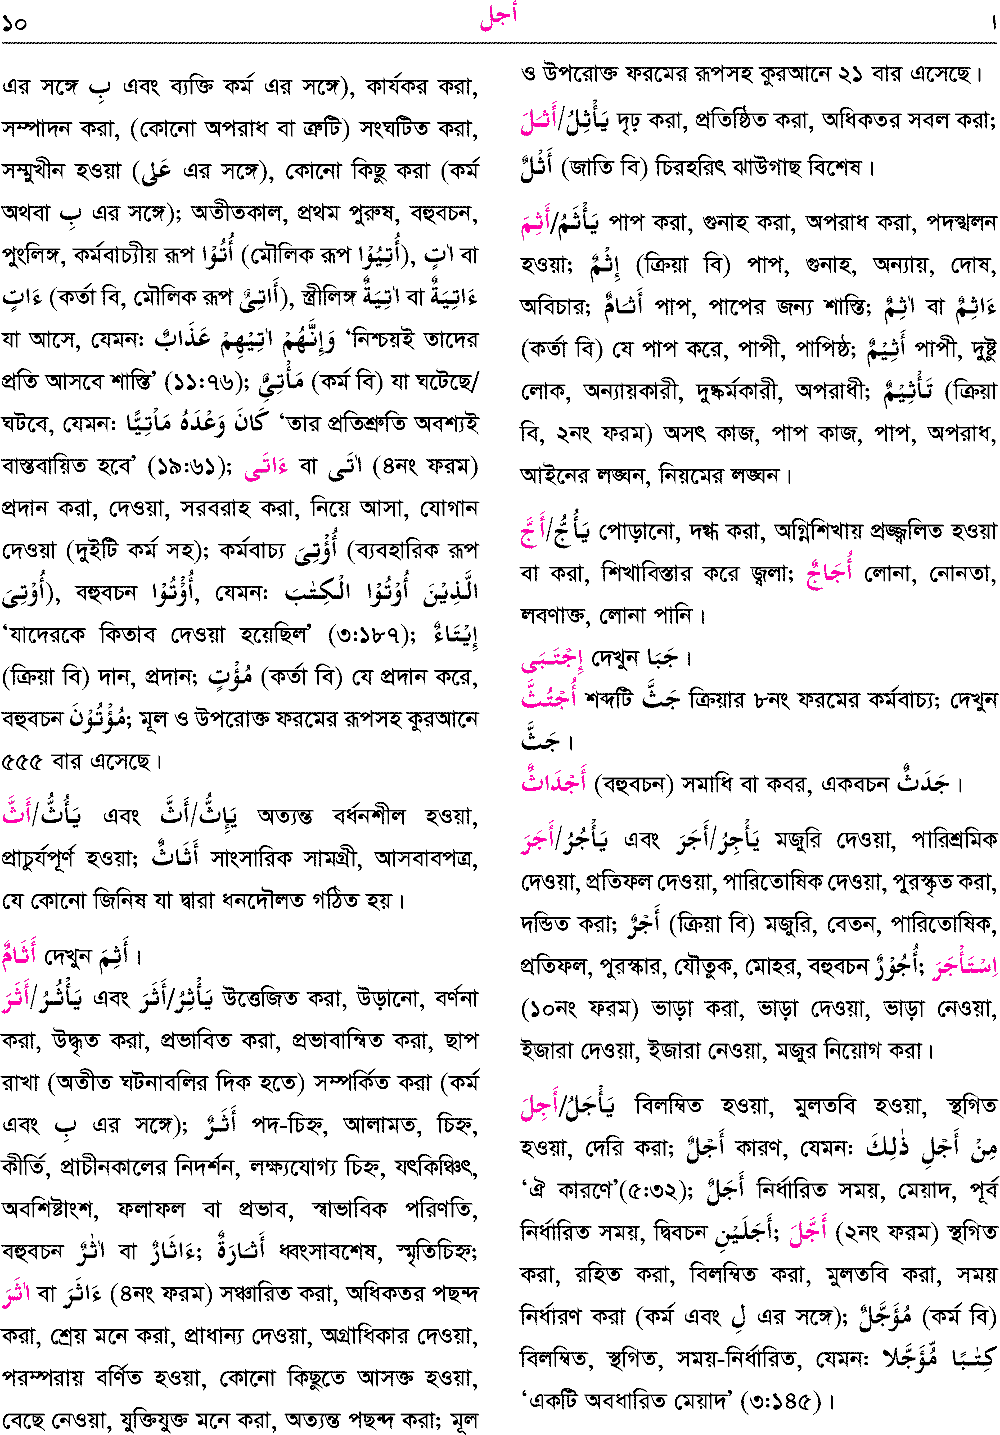 ১০
أجل
ا
এর সঙ্গে بِ এবং ব্যক্তি কর্ম এর সঙ্গে), কার্যকর করা,
সম্পাদন করা, (কোনো অপরাধ বা ত্রুটি) সংঘটিত করা,
সম্মুখীন হওয়া (عَلٰى এর সঙ্গে), কোনো কিছু করা (কর্ম
অথবা بِ এর সঙ্গে); অতীতকাল, প্রথম পুরুষ, বহুবচন,
পুংলিঙ্গ, কর্মবাচ্যীয় রূপ أُتُوْا (মৌলিক রূপ أُتِيُوْا), اٰتٍ বা
ءَاتٍ (কর্তা বি, মৌলিক রূপ أَاتِيٌ), স্ত্রীলিঙ্গ اٰتِيَةٌ বা ءَاتِيَةٌ
যা আসে, যেমন: وَإِنَّهُمْ اٰتِيْهِمْ عَذَابٌ ‘নিশ্চয়ই তাদের
প্রতি আসবে শাস্তি’ (১১:৭৬); مَأْتِيٌّ (কর্ম বি) যা ঘটেছে/
ঘটবে, যেমন: كَانَ وَعْدُهُ مَأْتِيًّا ‘তার প্রতিশ্রুতি অবশ্যই
বাস্তবায়িত হবে’ (১৯:৬১); ءَاتَى বা اٰتَى (৪নং ফরম)
প্রদান করা, দেওয়া, সরবরাহ করা, নিয়ে আসা, যোগান
দেওয়া (দুইটি কর্ম সহ); কর্মবাচ্য أُؤْتِيَ (ব্যবহারিক রূপ
أُوْتِيَ), বহুবচন أُوْتُوْا, যেমন: الَّذِيْنَ أُوْتُوْا الْكِتٰبَ
‘যাদেরকে কিতাব দেওয়া হয়েছিল’ (৩:১৮৭); إِيْتَاءٌ
(ক্রিয়া বি) দান, প্রদান; مُؤْتٍ (কর্তা বি) যে প্রদান করে,
বহুবচন مُؤْتُوْنَ; মূল ও উপরোক্ত ফরমের রূপসহ কুরআনে
৫৫৫ বার এসেছে।
أَثَّ/يَأُثُّ এবং أَثَّ/يَإِثُّ অত্যন্ত বর্ধনশীল হওয়া,
প্রাচুর্যপূর্ণ হওয়া; أَثَاثٌ সাংসারিক সামগ্রী, আসবাবপত্র,
যে কোনো জিনিষ যা দ্বারা ধনদৌলত গঠিত হয়।
أَثَامٌ দেখুন أَثِمَ।
أَثَرَ/يَأْثُرُ এবং أَثَرَ/يَأْثِرُ উত্তেজিত করা, উড়ানো, বর্ণনা
করা, উদ্ধৃত করা, প্রভাবিত করা, প্রভাবান্বিত করা, ছাপ
রাখা (অতীত ঘটনাবলির দিক হতে) সম্পর্কিত করা (কর্ম
এবং بِ এর সঙ্গে); أَثَرٌ পদ-চিহ্ন, আলামত, চিহ্ন,
কীর্তি, প্রাচীনকালের নিদর্শন, লক্ষ্যযোগ্য চিহ্ন, যৎকিঞ্চিৎ,
অবশিষ্টাংশ, ফলাফল বা প্রভাব, স্বাভাবিক পরিণতি,
বহুবচন اٰثٰرٌ বা ءَاثَارٌ; أَثَارَةٌ ধ্বংসাবশেষ, স্মৃতিচিহ্ন;
اٰثَرَ বা ءَاثَرَ (৪নং ফরম) সঞ্চারিত করা, অধিকতর পছন্দ
করা, শ্রেয় মনে করা, প্রাধান্য দেওয়া, অগ্রাধিকার দেওয়া,
পরম্পরায় বর্ণিত হওয়া, কোনো কিছুতে আসক্ত হওয়া,
বেছে নেওয়া, যুক্তিযুক্ত মনে করা, অত্যন্ত পছন্দ করা; মূল
ও উপরোক্ত ফরমের রূপসহ কুরআনে ২১ বার এসেছে।
أَثَلَ/يَأْثِلُ দৃঢ় করা, প্রতিষ্ঠিত করা, অধিকতর সবল করা;
أَثْلٌ (জাতি বি) চিরহরিৎ ঝাউগাছ বিশেষ।
أَثِمَ/يَأْثَمُ পাপ করা, গুনাহ করা, অপরাধ করা, পদস্খলন
হওয়া; إِثْمٌ (ক্রিয়া বি) পাপ, গুনাহ, অন্যায়, দোষ,
অবিচার; أَثَامٌ পাপ, পাপের জন্য শাস্তি; اٰثِمٌ বা ءَاثِمٌ
(কর্তা বি) যে পাপ করে, পাপী, পাপিষ্ঠ; أَثِيْمٌ পাপী, দুষ্টু
লোক, অন্যায়কারী, দুষ্কর্মকারী, অপরাধী; تَأْثِيْمٌ (ক্রিয়া
বি, ২নং ফরম) অসৎ কাজ, পাপ কাজ, পাপ, অপরাধ,
আইনের লঙ্ঘন, নিয়মের লঙ্ঘন।
أَجَّ/يَأُجُّ পোড়ানো, দগ্ধ করা, অগ্নিশিখায় প্রজ্জ্বলিত হওয়া
বা করা, শিখাবিস্তার করে জ্বলা; أُجَاجٌ লোনা, নোনতা,
লবণাক্ত, লোনা পানি।
إِجْتَبَى দেখুন جَبَا।
أُجْتُثَّ শব্দটি جَثَّ ক্রিয়ার ৮নং ফরমের কর্মবাচ্য; দেখুন
جَثَّ।
أَجْدَاثٌ (বহুবচন) সমাধি বা কবর, একবচন جَدَثٌ।
أَجَرَ/يَأْجُرُ এবং أَجَرَ/يَأْجِرُ মজুরি দেওয়া, পারিশ্রমিক
দেওয়া, প্রতিফল দেওয়া, পারিতোষিক দেওয়া, পুরস্কৃত করা,
দন্ডিত করা; أَجْرٌ (ক্রিয়া বি) মজুরি, বেতন, পারিতোষিক,
প্রতিফল, পুরস্কার, যৌতুক, মোহর, বহুবচন أُجُوْرٌ; اِسْتَأْجَرَ
(১০নং ফরম) ভাড়া করা, ভাড়া দেওয়া, ভাড়া নেওয়া,
ইজারা দেওয়া, ইজারা নেওয়া, মজুর নিয়োগ করা।
أَجِلَ/يَأْجَلُ বিলম্বিত হওয়া, মুলতবি হওয়া, স্থগিত
হওয়া, দেরি করা; أَجْلٌ কারণ, যেমন: مِنْ أَجْلِ ذٰلِكَ
‘ঐ কারণে’(৫:৩২); أَجَلٌ নির্ধারিত সময়, মেয়াদ, পূর্ব
নির্ধারিত সময়, দ্বিবচন أَجَلَيْنِ; أَجَّلَ (২নং ফরম) স্থগিত
করা, রহিত করা, বিলম্বিত করা, মুলতবি করা, সময়
নির্ধারণ করা (কর্ম এবং لِ এর সঙ্গে); مُؤَجَّلٌ (কর্ম বি)
বিলম্বিত, স্থগিত, সময়-নির্ধারিত, যেমন: كِتٰبًا مُّؤَجَّلًا
‘একটি অবধারিত মেয়াদ’ (৩:১৪৫)।